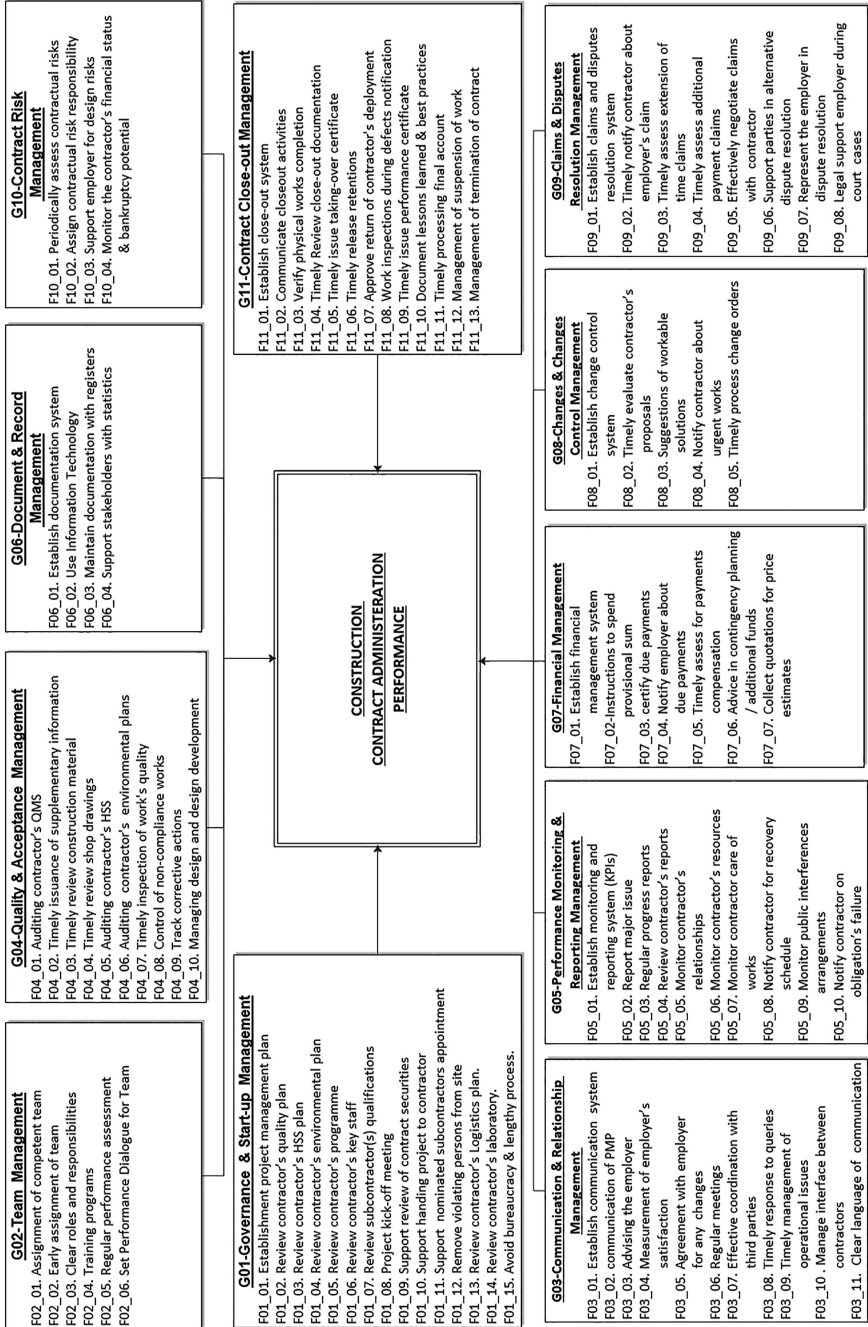 G02-Team Management
F02_01. Assignment of competent team
F02_02. Early assignment of team
F02_03. Clear roles and responsibilities
F02_04. Training programs
F02_05. Regular performance assessment
F02_06. Set Performance Dialogue for Team
G04-Quality & Acceptance Management
F04_01. Auditing contractor's QMS
F04_02. Timely issuance of supplementary information
F04_03. Timely review construction material
F04_04. Timely review shop drawings
F04_05. Auditing contractor's HSS
F04_06. Auditing contractor's environmental plans
F04_07. Timely inspection of work's quality
F04_08. Control of non-compliance works
F04_09. Track corrective actions
F04_10. Managing design and design development
G06-Document & Record
Management
F06_01. Establish documentation system
F06_02. Use Information Technology
F06_03. Maintain documentation with registers
F06_04. Support stakeholders with statistics
G10-Contract Risk
Management
F10_01. Periodically assess contractual risks
F10_02. Assign contractual risk responsibility
F10_03. Support employer for design risks
F10_04. Monitor the contractor's financial status
& bankruptcy potential
G01-Governance & Start-up Management
F01_01. Establishment project management plan
F01_02. Review contractor's quality plan
F01_03. Review contractor's HSS plan
F01_04. Review contractor's environmental plan
F01_05. Review contractor's programme
F01_06. Review contractor's key staff
F01_07. Review subcontractor(s) qualifications
F01_08. Project kick-off meeting
F01_09. Support review of contract securities
F01_10. Support handing project to contractor
F01_11. Support nominated subcontractors appointment
F01_12. Remove violating persons from site
F01_13. Review contractor's Logistics plan.
F01_14. Review contractor's laboratory.
F01_15. Avoid bureaucracy & lengthy process.
CONSTRUCTION
CONTRACT ADMINISTERATION
PERFORMANCE
G11-Contract Close-out Management
F11_01. Establish close-out system
F11_02. Communicate closeout activities
F11_03. Verify physical works completion
F11_04. Timely Review close-out documentation
F11_05. Timely issue taking-over certificate
F11_06. Timely release retentions
F11_07. Approve return of contractor's deployment
F11_08. Work inspections during defects notification
F11_09. Timely issue performance certificate
F11_10. Document lessons learned & best practices
F11_11. Timely processing final account
F11_12. Management of suspension of work
F11_13. Management of termination of contract
G03-Communication & Relationship
Management
F03_01. Establish communication system
F03_02. communication of PMP
F03_03. Advising the employer
F03_04. Measurement of employer's
satisfaction
F03_05. Agreement with employer
for any changes
F03_06. Regular meetings
F03_07. Effective coordination with
third parties
F03_08. Timely response to queries
F03_09. Timely management of
operational issues
F03_10 . Manage interface between
contractors
F03_11. Clear language of communication
G05-Performance Monitoring &
Reporting Management
F05_01. Establish monitoring and
reporting system (KPIs)
F05_02. Report major issue
F05_03. Regular progress reports
F05_04. Review contractor's reports
F05_05. Monitor contractor's
relationships
F05_06. Monitor contractor's resources
F05_07. Monitor contractor care of
works
F05_08. Notify contractor for recovery
schedule
F05_09. Monitor public interferences
arrangements
F05_10. Notify contractor on
obligation's failure
G07-Financial Management
F07_01. Establish financial
management system
F07_02-Instructions to spend
provisional sum
F07_03. certify due payments
F07_04. Notify employer about
due payments
F07_05. Timely assess for payments
compensation
F07_06. Advice in contingency planning
/ additional funds
F07_07. Collect quotations for price
estimates
G08-Changes & Changes
Control Management
F08_01. Establish change control
system
F08_02. Timely evaluate contractor's
proposals
F08_03. Suggestions of workable
solutions
F08_04. Notify contractor about
urgent works
F08_05. Timely process change orders
G09-Claims & Disputes
Resolution Management
F09_01. Establish claims and disputes
resolution system
F09_02. Timely notify contractor about
employer's claim
F09_03. Timely assess extension of
time claims
F09_04. Timely assess additional
payment claims
F09_05. Effectively negotiate claims
with contractor
F09_06. Support parties in alternative
dispute resolution
F09_07. Represent the employer in
dispute resolution
F09_08. Legal support employer during
court cases